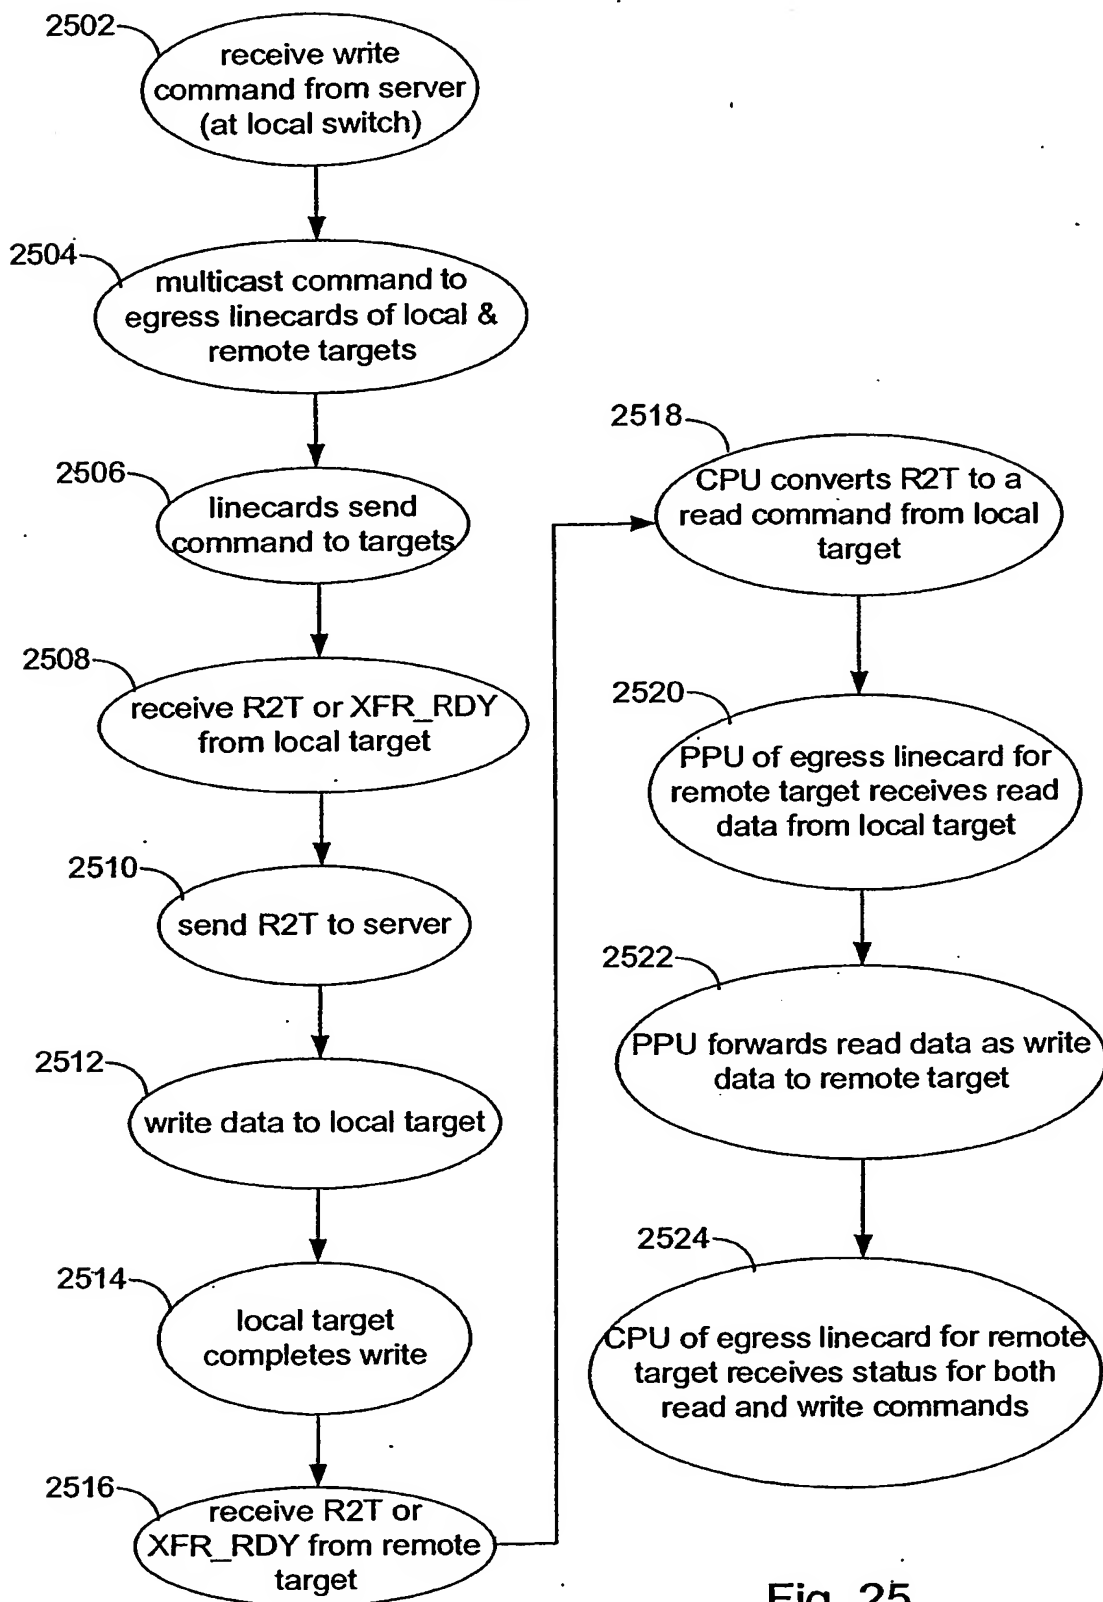 2502
receive write
command from server
(at local switch)
2504
multicast command to
egress linecards of local &
remote targets
2506
linecards send
command to targets
2508
receive R2T or XFR_RDY
from local target
2510
send R2T to server
2512
write data to local target
2514
local target
completes write
2516
receive R2T or
XFR_RDY from remote
target
2518
CPU converts R2T to a
read command from local
target
2520
PPU of egress linecard for
remote target receives read
data from local target
2522
PPU forwards read data as write
data to remote target
2524
CPU of egress linecard for remote
target receives status for both
read and write commands
Fig. 25